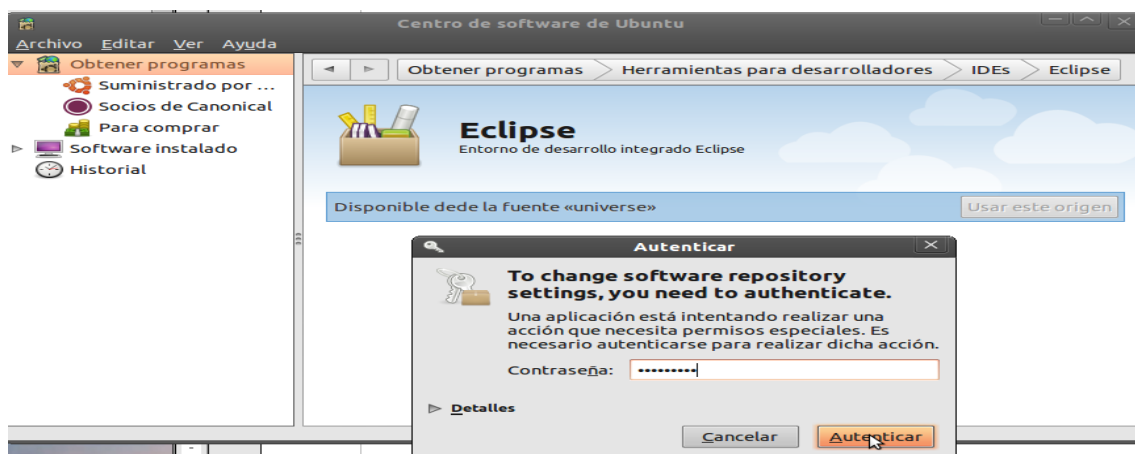 Centro de software de Ubuntu
Archivo Editar Ver Ayuda
Obtener programas
Suministrado por ...
Socios de Canonical
Para comprar
Software instalado
Historial
Obtener programas Herramientas para desarrolladores IDEs Eclipse
Eclipse
Entorno de desarrollo integrado Eclipse
Disponible dede la fuente «universe» Usar este origen
Autenticar
To change software repository
settings, you need to authenticate.
Una aplicación está intentando realizar una
acción que necesita permisos especiales. Es
necesario autenticarse para realizar dicha acción.
Contraseña: •••••••••
Detalles
Cancelar Autenticar